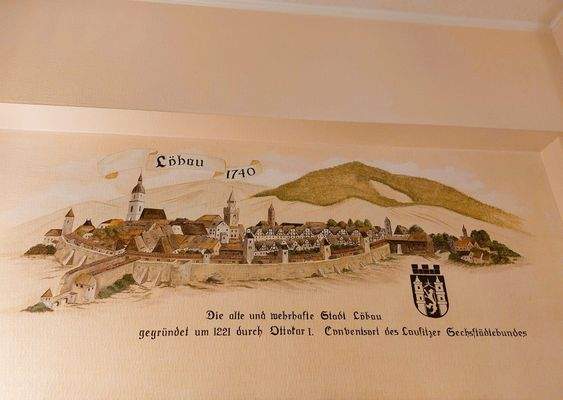 Löbau
1740
Die alte und wehrhafte Stadt Löbau
gegründet um 1221 durch Ottokar I. Conventsort des Lausitzer Sechsstädtebundes